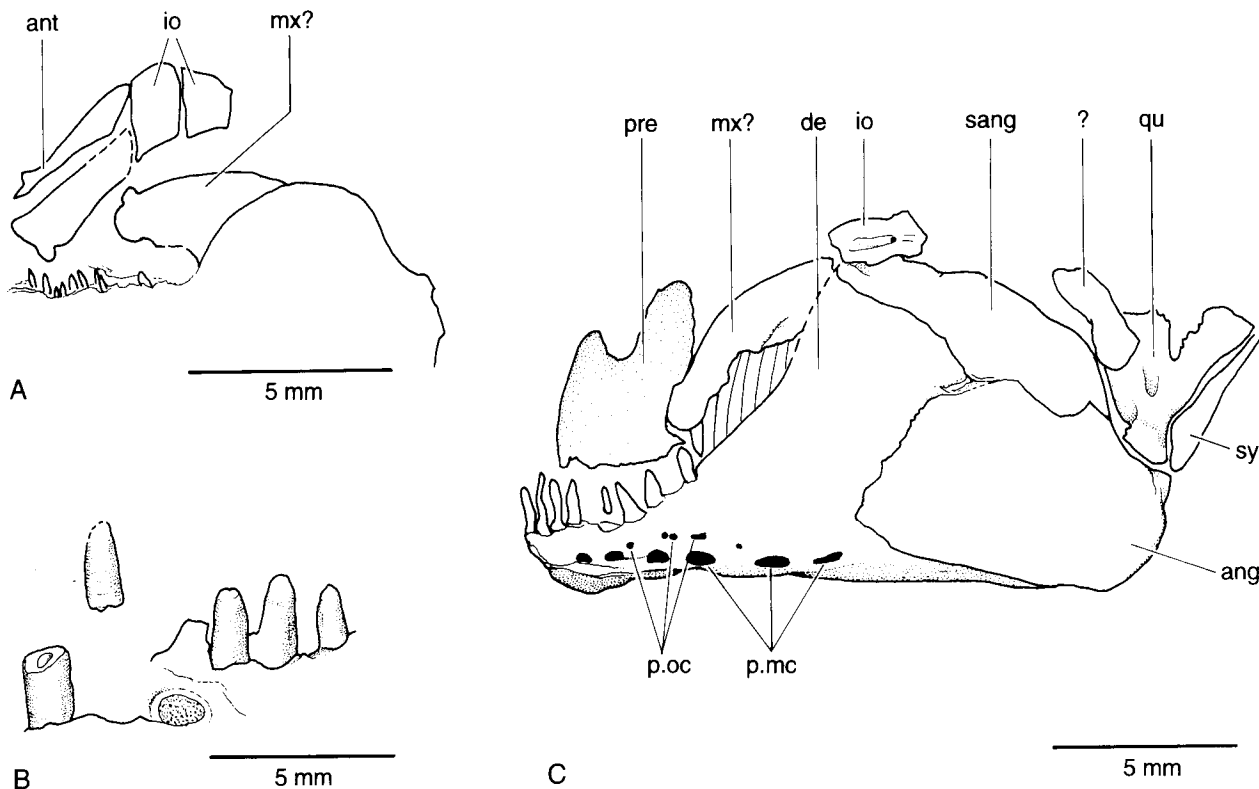 ant io mx?
5 mm
A
5 mm
B
pre mx? de io sang ? qu
sy
ang
p.oc p.mc
5 mm
C